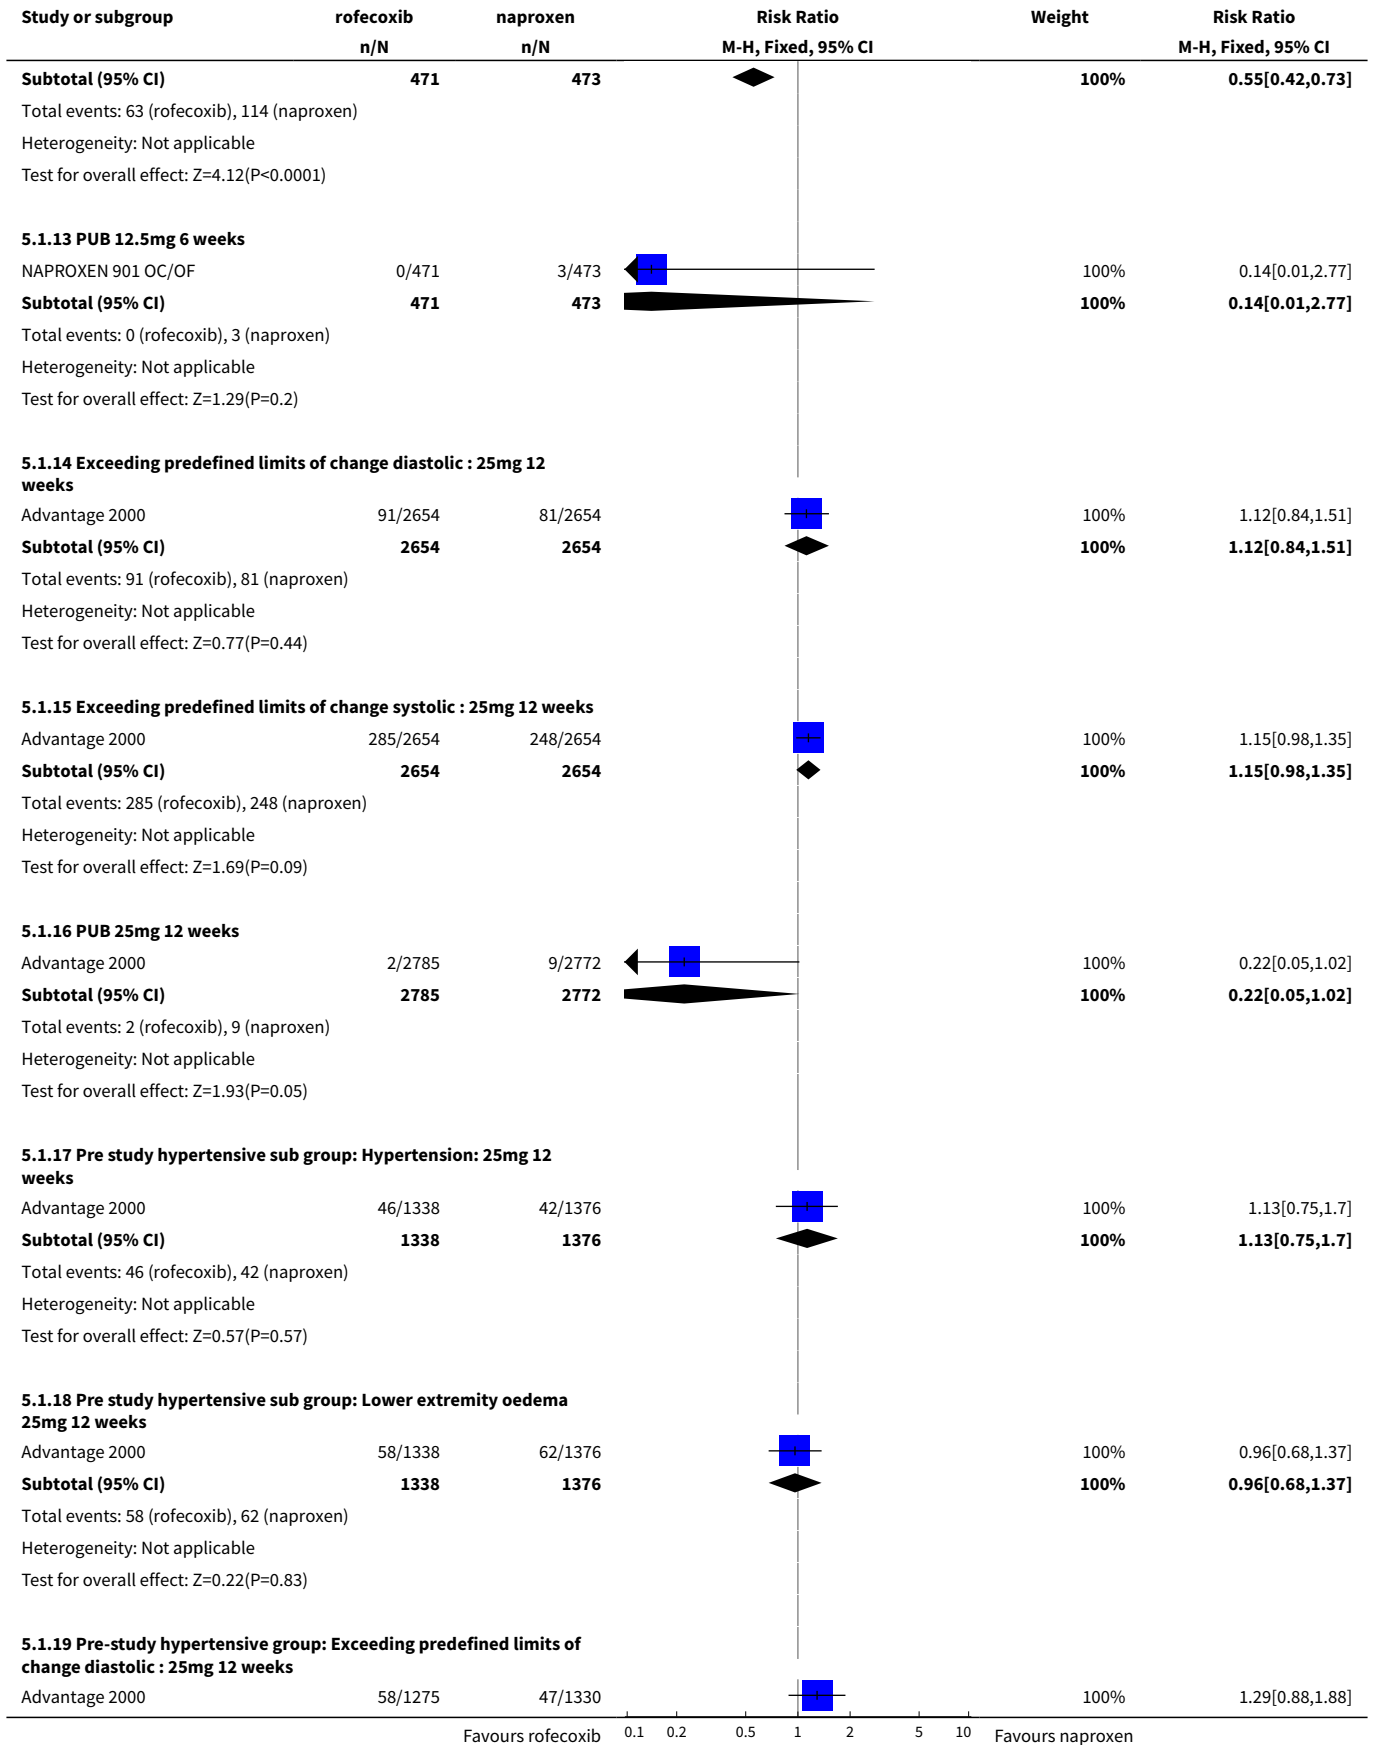 Study or subgroup rofecoxib naproxen Risk Ratio Weight Risk Ratio
n/N n/N M-H, Fixed, 95% CI M-H, Fixed, 95% CI
Subtotal (95% CI) 471 473 100% 0.55[0.42,0.73]
Total events: 63 (rofecoxib), 114 (naproxen)
Heterogeneity: Not applicable
Test for overall effect: Z=4.12(P<0.0001)
5.1.13 PUB 12.5mg 6 weeks
NAPROXEN 901 OC/OF 0/471 3/473 100% 0.14[0.01,2.77]
Subtotal (95% CI) 471 473 100% 0.14[0.01,2.77]
Total events: 0 (rofecoxib), 3 (naproxen)
Heterogeneity: Not applicable
Test for overall effect: Z=1.29(P=0.2)
5.1.14 Exceeding predefined limits of change diastolic : 25mg 12
weeks
Advantage 2000 91/2654 81/2654 100% 1.12[0.84,1.51]
Subtotal (95% CI) 2654 2654 100% 1.12[0.84,1.51]
Total events: 91 (rofecoxib), 81 (naproxen)
Heterogeneity: Not applicable
Test for overall effect: Z=0.77(P=0.44)
5.1.15 Exceeding predefined limits of change systolic : 25mg 12 weeks
Advantage 2000 285/2654 248/2654 100% 1.15[0.98,1.35]
Subtotal (95% CI) 2654 2654 100% 1.15[0.98,1.35]
Total events: 285 (rofecoxib), 248 (naproxen)
Heterogeneity: Not applicable
Test for overall effect: Z=1.69(P=0.09)
5.1.16 PUB 25mg 12 weeks
Advantage 2000 2/2785 9/2772 100% 0.22[0.05,1.02]
Subtotal (95% CI) 2785 2772 100% 0.22[0.05,1.02]
Total events: 2 (rofecoxib), 9 (naproxen)
Heterogeneity: Not applicable
Test for overall effect: Z=1.93(P=0.05)
5.1.17 Pre study hypertensive sub group: Hypertension: 25mg 12
weeks
Advantage 2000 46/1338 42/1376 100% 1.13[0.75,1.7]
Subtotal (95% CI) 1338 1376 100% 1.13[0.75,1.7]
Total events: 46 (rofecoxib), 42 (naproxen)
Heterogeneity: Not applicable
Test for overall effect: Z=0.57(P=0.57)
5.1.18 Pre study hypertensive sub group: Lower extremity oedema
25mg 12 weeks
Advantage 2000 58/1338 62/1376 100% 0.96[0.68,1.37]
Subtotal (95% CI) 1338 1376 100% 0.96[0.68,1.37]
Total events: 58 (rofecoxib), 62 (naproxen)
Heterogeneity: Not applicable
Test for overall effect: Z=0.22(P=0.83)
5.1.19 Pre-study hypertensive group: Exceeding predefined limits of
change diastolic : 25mg 12 weeks
Advantage 2000 58/1275 47/1330 100% 1.29[0.88,1.88]
Favours rofecoxib 0.1 0.2 0.5 1 2 5 10 Favours naproxen